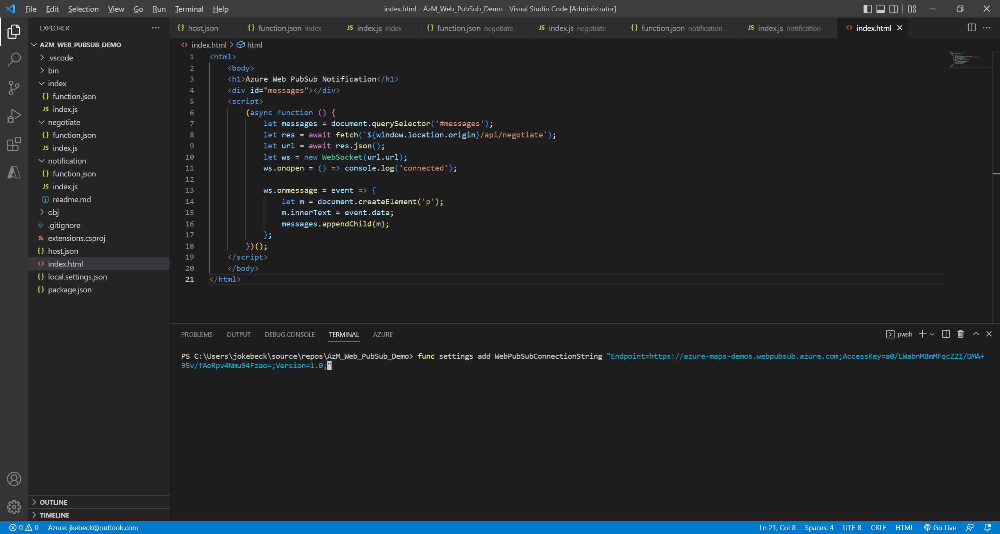 File Edit Selection View Go Run Terminal Help
index.html - AzM_Web_PubSub_Demo - Visual Studio Code [Administrator]
EXPLORER
AZM_WEB_PUBSUB_DEMO
.vscode
bin
index
{} function.json
JS index.js
negotiate
{} function.json
JS index.js
notification
{} function.json
JS index.js
readme.md
obj
.gitignore
extensions.csproj
{} host.json
<> index.html
{} local.settings.json
{} package.json
OUTLINE
TIMELINE
{} host.json {} function.json index JS index.js index {} function.json negotiate JS index.js negotiate {} function.json notification JS index.js notification <> index.html
<> index.html > html
1 <html>
2 <body>
3 <h1>Azure Web PubSub Notification</h1>
4 <div id="messages"></div>
5 <script>
6 (async function () {
7 let messages = document.querySelector('#messages');
8 let res = await fetch(`${window.location.origin}/api/negotiate`);
9 let url = await res.json();
10 let ws = new WebSocket(url.url);
11 ws.onopen = () => console.log('connected');
12
13 ws.onmessage = event => {
14 let m = document.createElement('p');
15 m.innerText = event.data;
16 messages.appendChild(m);
17 };
18 })();
19 </script>
20 </body>
21 </html>
PROBLEMS OUTPUT DEBUG CONSOLE TERMINAL AZURE
pwsh
PS C:\Users\jokebeck\source\repos\AzM_Web_PubSub_Demo> func settings add WebPubSubConnectionString "Endpoint=https://azure-maps-demos.webpubsub.azure.com;AccessKey=a0/LWabnMBmMFqcZ2I/DMA+
95v/fAoRpv4Nmu94Fzao=;Version=1.0;"
0 0 Azure: jkebeck@outlook.com
Ln 21, Col 8 Spaces: 4 UTF-8 CRLF HTML Go Live